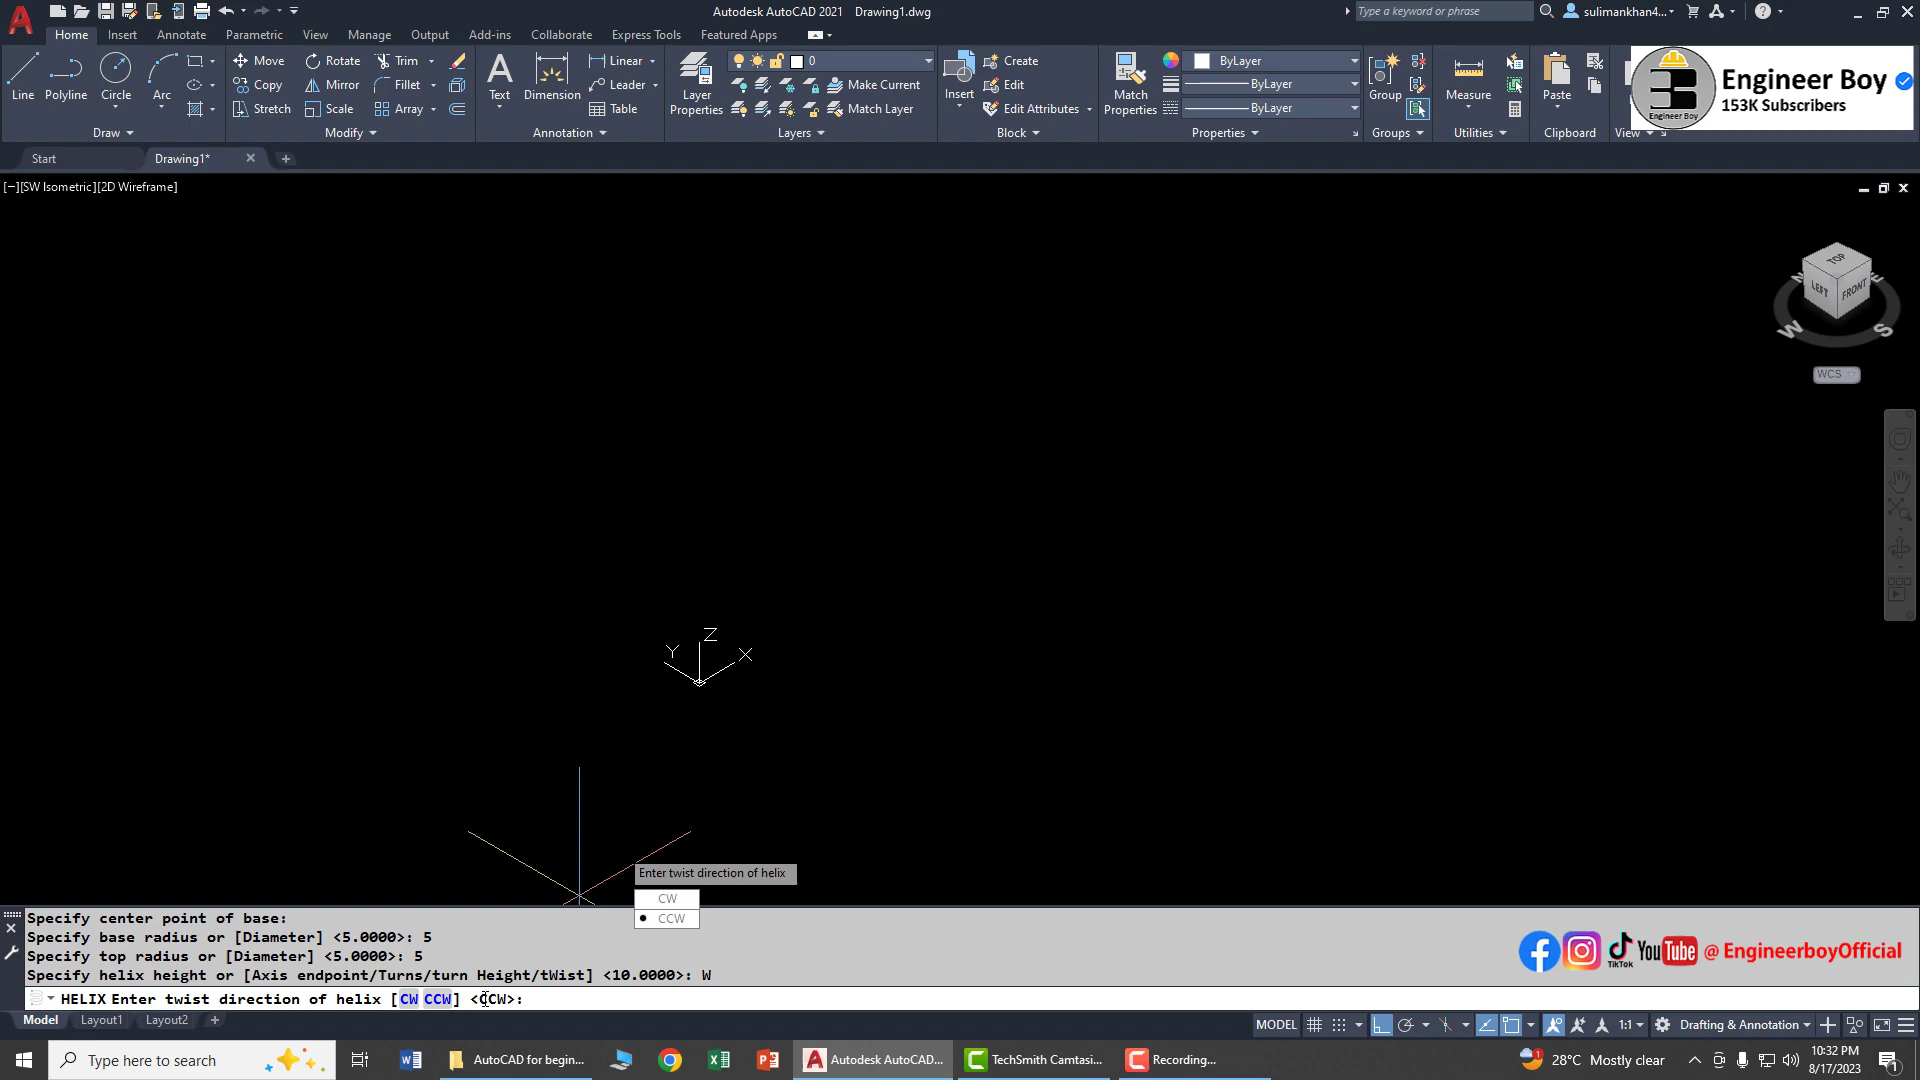 Autodesk AutoCAD 2021 Drawing1.dwg
Type a keyword or phrase
sulimankhan4...
Home Insert Annotate Parametric View Manage Output Add-ins Collaborate Express Tools Featured Apps
Line Polyline Circle Arc
Move Rotate Trim
Copy Mirror Fillet
Stretch Scale Array
Text Dimension
Linear
Leader
Table
Layer Properties
0
Make Current
Match Layer
Insert
Create
Edit
Edit Attributes
Match Properties
ByLayer
ByLayer
ByLayer
Group Measure Paste
Draw Modify Annotation Layers Block Properties Groups Utilities Clipboard View
Engineer Boy
153K Subscribers
Engineer Boy
Start Drawing1*
[−][SW Isometric][2D Wireframe]
TOP
LEFT FRONT
N E
W S
WCS
Z
Y X
Enter twist direction of helix
CW
CCW
Specify center point of base:
Specify base radius or [Diameter] <5.0000>: 5
Specify top radius or [Diameter] <5.0000>: 5
Specify helix height or [Axis endpoint/Turns/turn Height/tWist] <10.0000>: W
HELIX Enter twist direction of helix [CW CCW] <CCW>:
TikTok
YouTube
@ EngineerboyOfficial
Model Layout1 Layout2
MODEL 1:1 Drafting & Annotation
Type here to search
AutoCAD for begin...
Autodesk AutoCAD...
TechSmith Camtasi...
Recording...
28°C Mostly clear
10:32 PM
8/17/2023